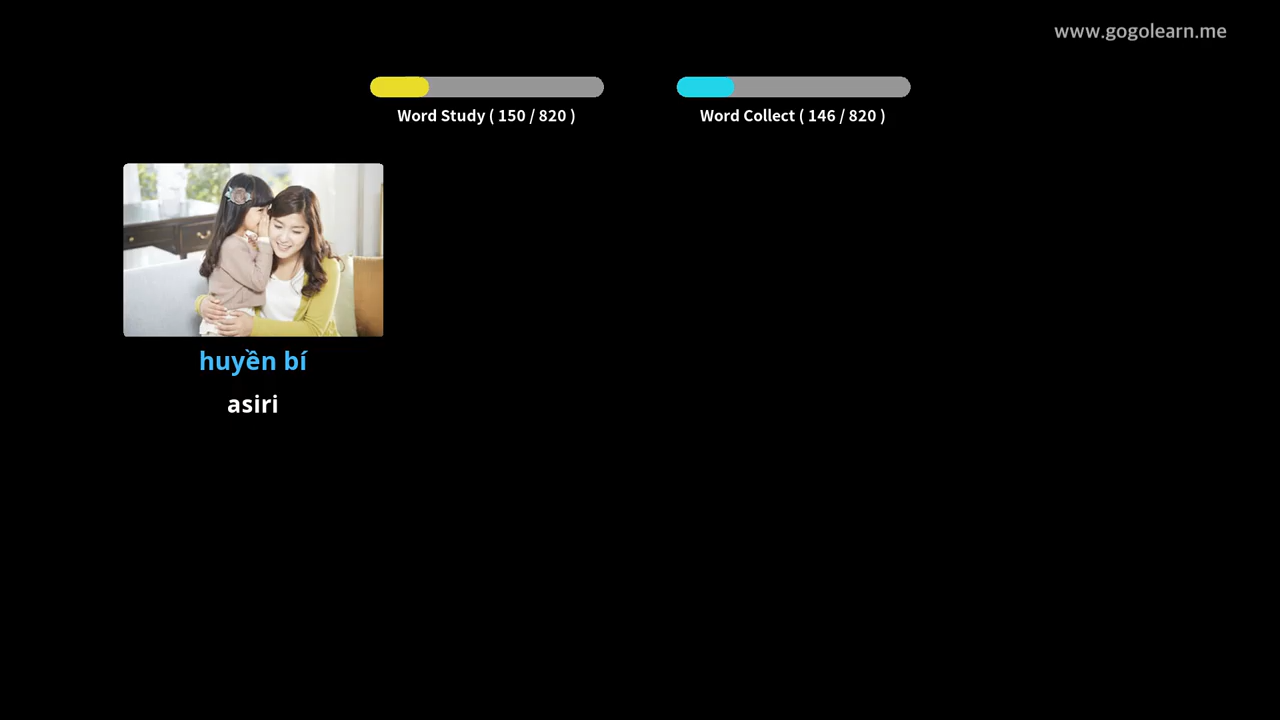 www.gogolearn.me
Word Study ( 150 / 820 )
Word Collect ( 146 / 820 )
huyền bí
asiri